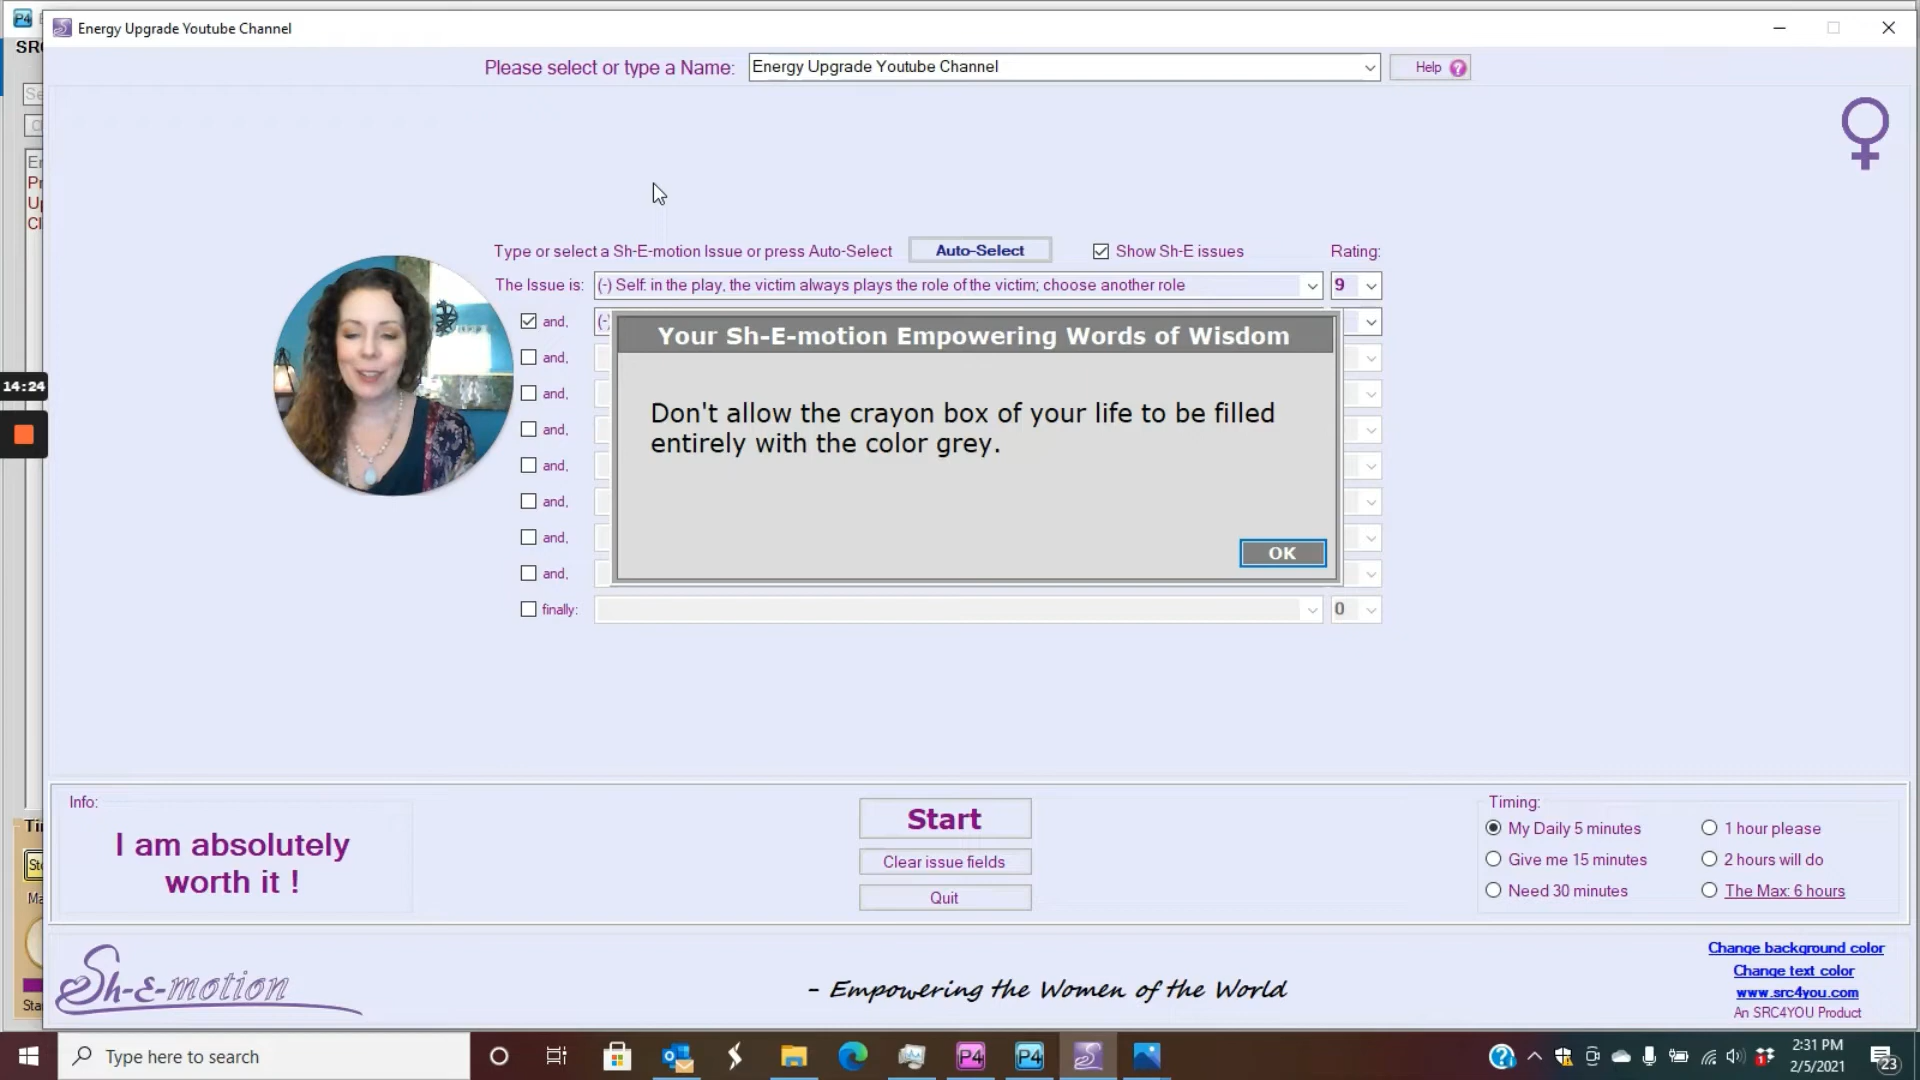 Energy Upgrade Youtube Channel
Please select or type a Name: Energy Upgrade Youtube Channel Help ?
Type or select a Sh-E-motion Issue or press Auto-Select Auto-Select Show Sh-E issues Rating:
The Issue is: (-) Self: in the play, the victim always plays the role of the victim; choose another role 9
and, (-)
Your Sh-E-motion Empowering Words of Wisdom
and,
and,
Don't allow the crayon box of your life to be filled
and,
entirely with the color grey.
and,
and,
and,
OK
and,
finally: 0
14:24
Info:
I am absolutely
worth it !
Start
Clear issue fields
Quit
Timing:
My Daily 5 minutes 1 hour please
Give me 15 minutes 2 hours will do
Need 30 minutes The Max: 6 hours
Sh-E-motion
- Empowering the Women of the World
Change background color
Change text color
www.src4you.com
An SRC4YOU Product
Type here to search
P4 P4
2:31 PM
2/5/2021
23